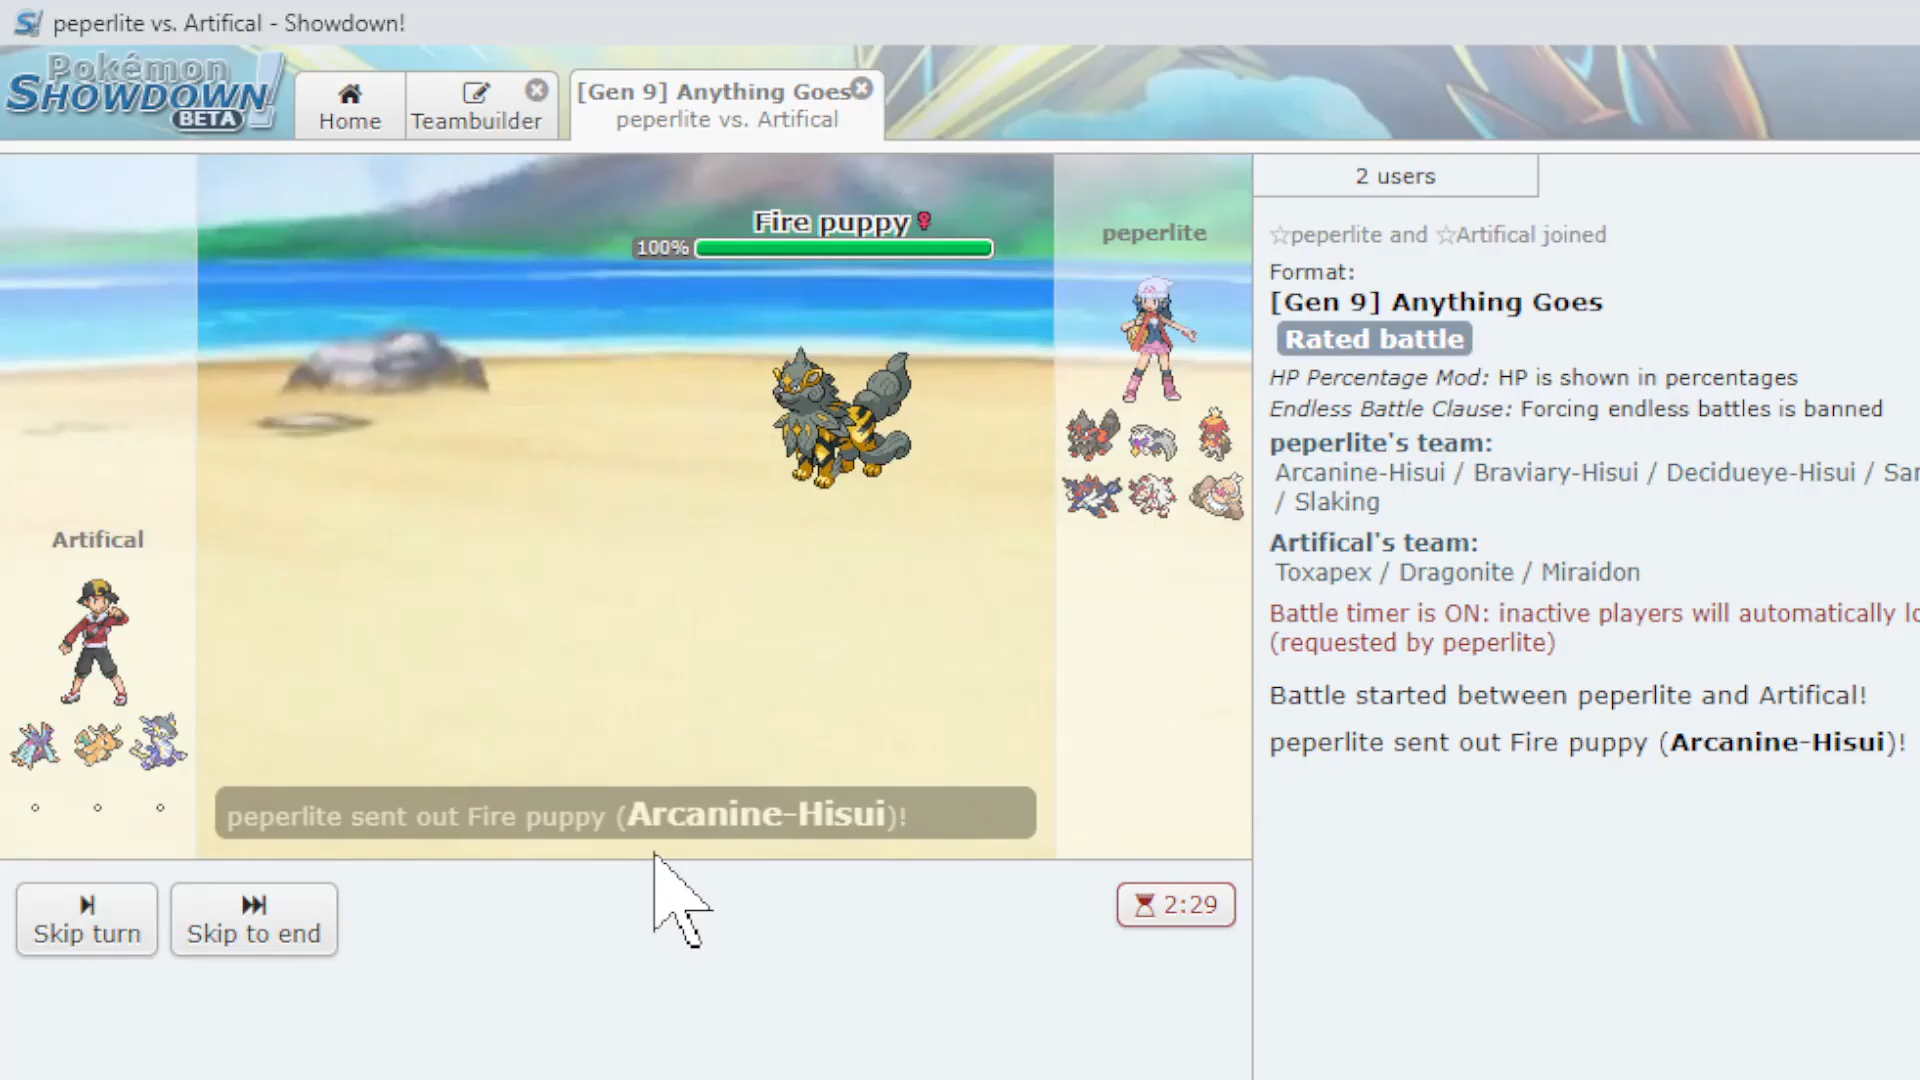 peperlite vs. Artifical - Showdown!
Pokémon
SHOWDOWN!
BETA
Home
Teambuilder
[Gen 9] Anything Goes
peperlite vs. Artifical
Fire puppy
100%
peperlite
Artifical
peperlite sent out Fire puppy (Arcanine-Hisui)!
Skip turn
Skip to end
2:29
2 users
☆peperlite and ☆Artifical joined
Format:
[Gen 9] Anything Goes
Rated battle
HP Percentage Mod: HP is shown in percentages
Endless Battle Clause: Forcing endless battles is banned
peperlite's team:
Arcanine-Hisui / Braviary-Hisui / Decidueye-Hisui / Sam
/ Slaking
Artifical's team:
Toxapex / Dragonite / Miraidon
Battle timer is ON: inactive players will automatically lo
(requested by peperlite)
Battle started between peperlite and Artifical!
peperlite sent out Fire puppy (Arcanine-Hisui)!